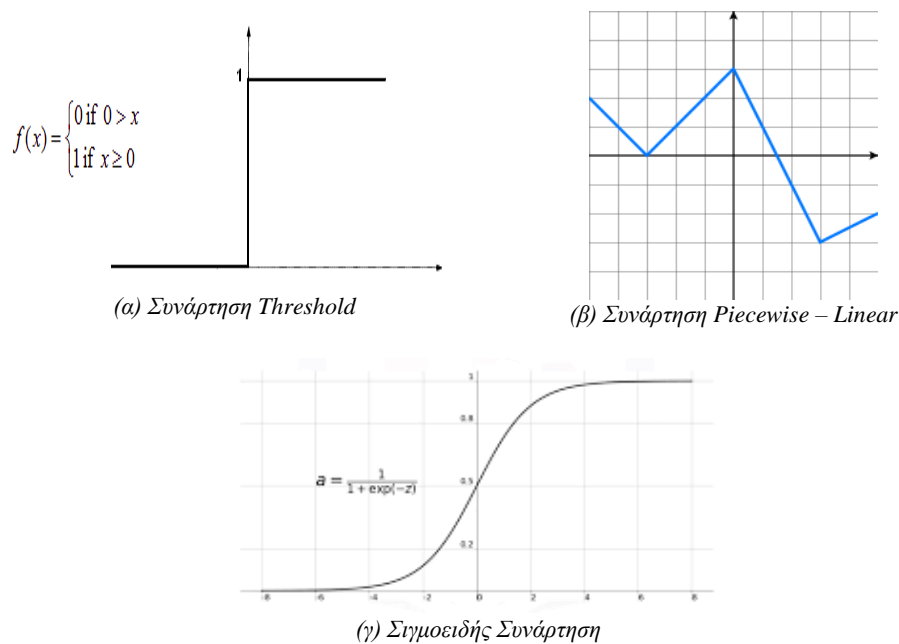 1
f(x) = {0 if 0 > x
1 if x ≥ 0
(α) Συνάρτηση Threshold
(β) Συνάρτηση Piecewise – Linear
1
0.8
a = 1 / (1 + exp(−z))
0.5
0.2
-8 -6 -4 -2 0 2 4 6 8
(γ) Σιγμοειδής Συνάρτηση